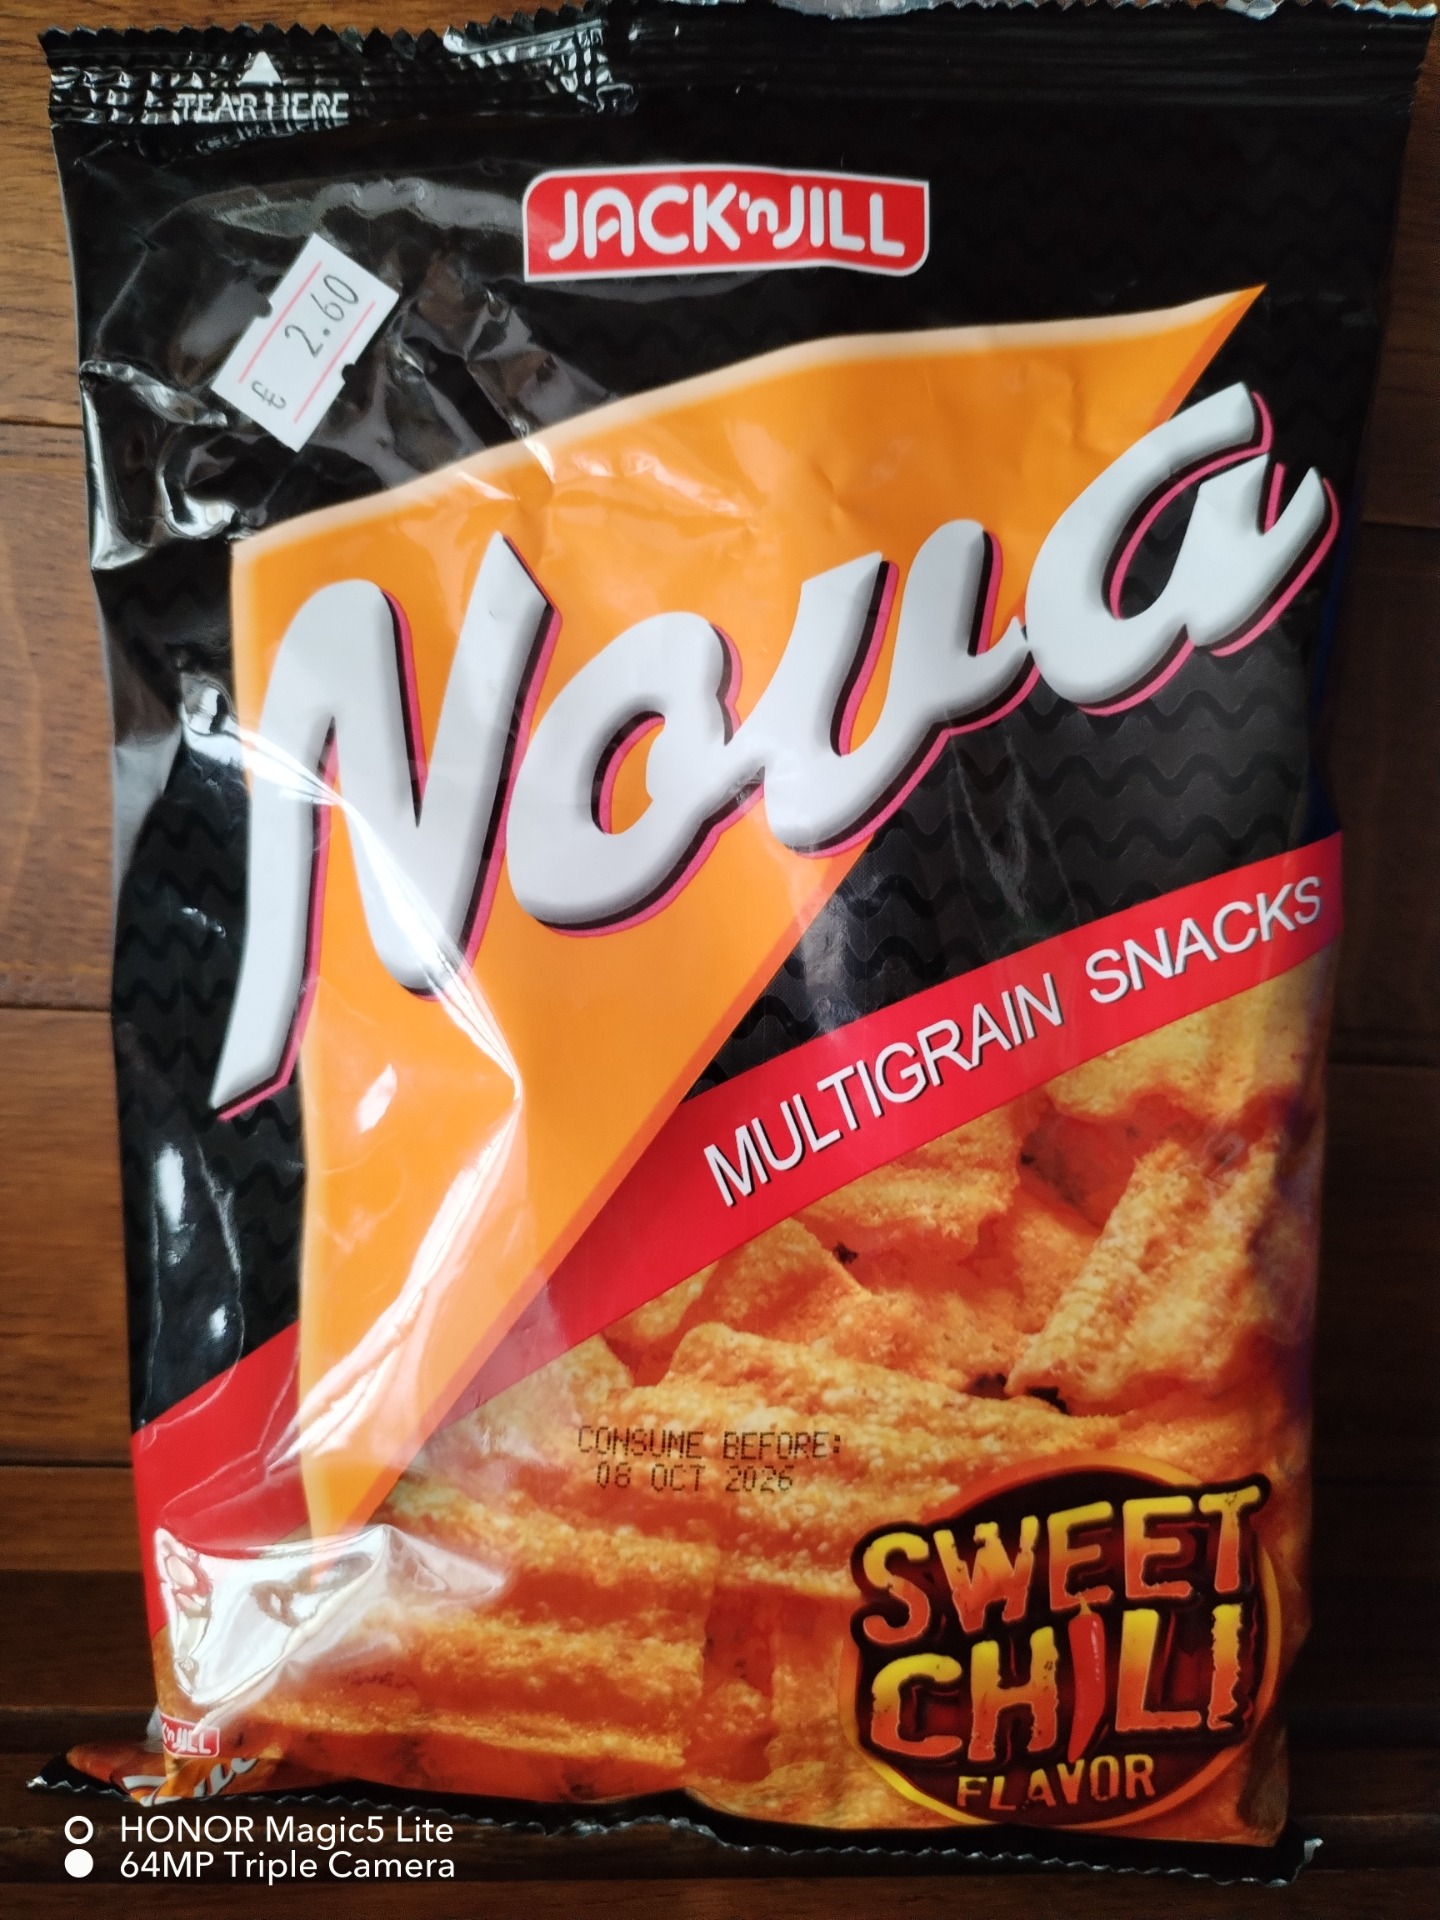 TEAR HERE
JACK'nJILL
£ 2.60
Nova
MULTIGRAIN SNACKS
CONSUME BEFORE:
08 OCT 2026
SWEET
CHILI
FLAVOR
HONOR Magic5 Lite
64MP Triple Camera